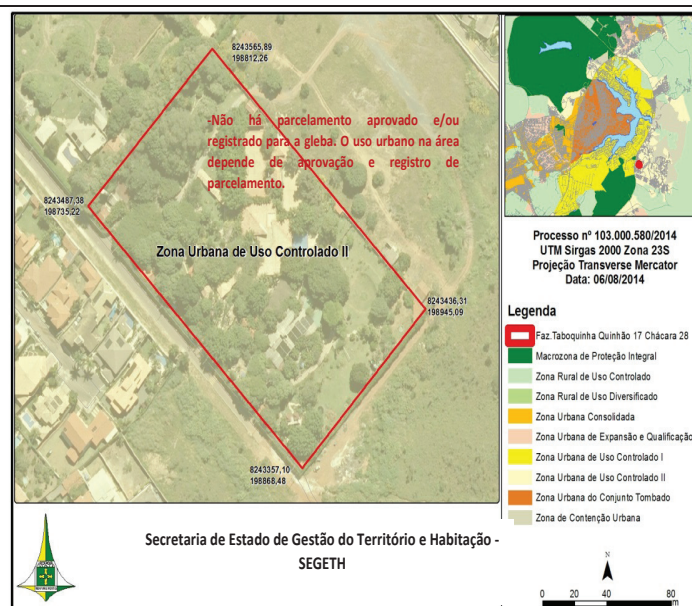 8243565,89
198812,26
-Não há parcelamento aprovado e/ou
registrado para a gleba. O uso urbano na área
depende de aprovação e registro de
parcelamento.
8243487,38
198735,22
Zona Urbana de Uso Controlado II
8243436,31
198945,09
8243357,10
198868,48
Secretaria de Estado de Gestão do Território e Habitação -
SEGETH
Processo nº 103.000.580/2014
UTM Sirgas 2000 Zona 23S
Projeção Transverse Mercator
Data: 06/08/2014
Legenda
Faz.Taboquinha Quinhão 17 Chácara 28
Macrozona de Proteção Integral
Zona Rural de Uso Controlado
Zona Rural de Uso Diversificado
Zona Urbana Consolidada
Zona Urbana de Expansão e Qualificação
Zona Urbana de Uso Controlado I
Zona Urbana de Uso Controlado II
Zona Urbana do Conjunto Tombado
Zona de Contenção Urbana
N
0 20 40 80
m